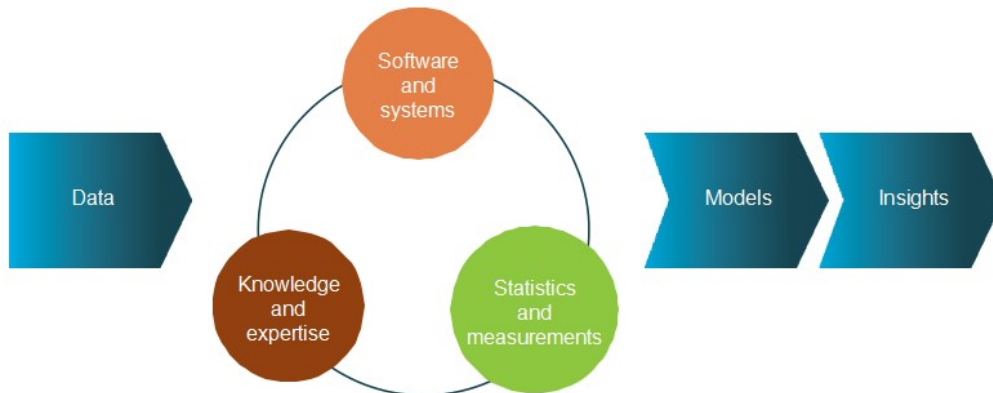 Data
Software
and
systems
Knowledge
and
expertise
Statistics
and
measurements
Models
Insights